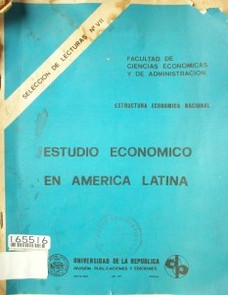 SELECCION DE LECTURAS Nº VII
FACULTAD DE
CIENCIAS ECONOMICAS
Y DE ADMINISTRACION
ESTRUCTURA ECONOMICA NACIONAL
ESTUDIO ECONOMICO
EN AMERICA LATINA
165516
UNIVERSIDAD DE LA REPUBLICA
DIVISION PUBLICACIONES Y EDICIONES